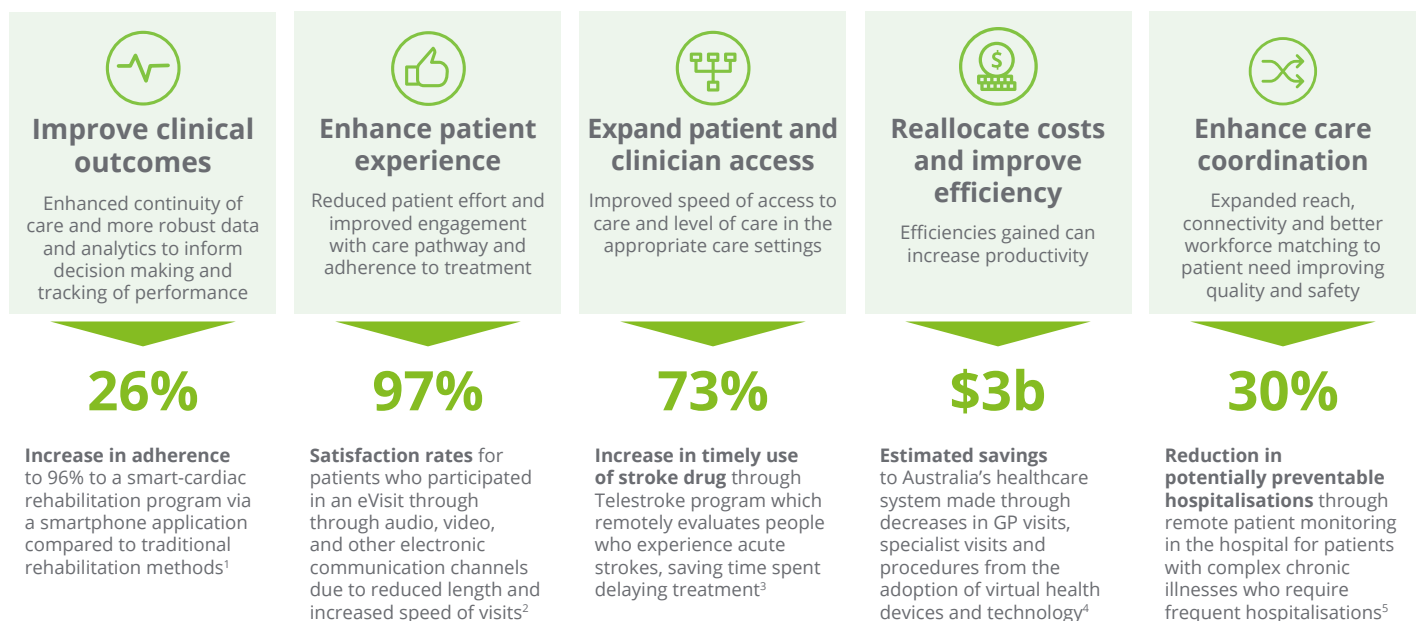 $
Improve clinical
outcomes
Enhanced continuity of
care and more robust data
and analytics to inform
decision making and
tracking of performance
26%
Increase in adherence
to 96% to a smart-cardiac
rehabilitation program via
a smartphone application
compared to traditional
rehabilitation methods¹
Enhance patient
experience
Reduced patient effort and
improved engagement
with care pathway and
adherence to treatment
97%
Satisfaction rates for
patients who participated
in an eVisit through
through audio, video,
and other electronic
communication channels
due to reduced length and
increased speed of visits²
Expand patient and
clinician access
Improved speed of access to
care and level of care in the
appropriate care settings
73%
Increase in timely use
of stroke drug through
Telestroke program which
remotely evaluates people
who experience acute
strokes, saving time spent
delaying treatment³
Reallocate costs
and improve
efficiency
Efficiencies gained can
increase productivity
$3b
Estimated savings
to Australia’s healthcare
system made through
decreases in GP visits,
specialist visits and
procedures from the
adoption of virtual health
devices and technology⁴
Enhance care
coordination
Expanded reach,
connectivity and better
workforce matching to
patient need improving
quality and safety
30%
Reduction in
potentially preventable
hospitalisations through
remote patient monitoring
in the hospital for patients
with complex chronic
illnesses who require
frequent hospitalisations⁵